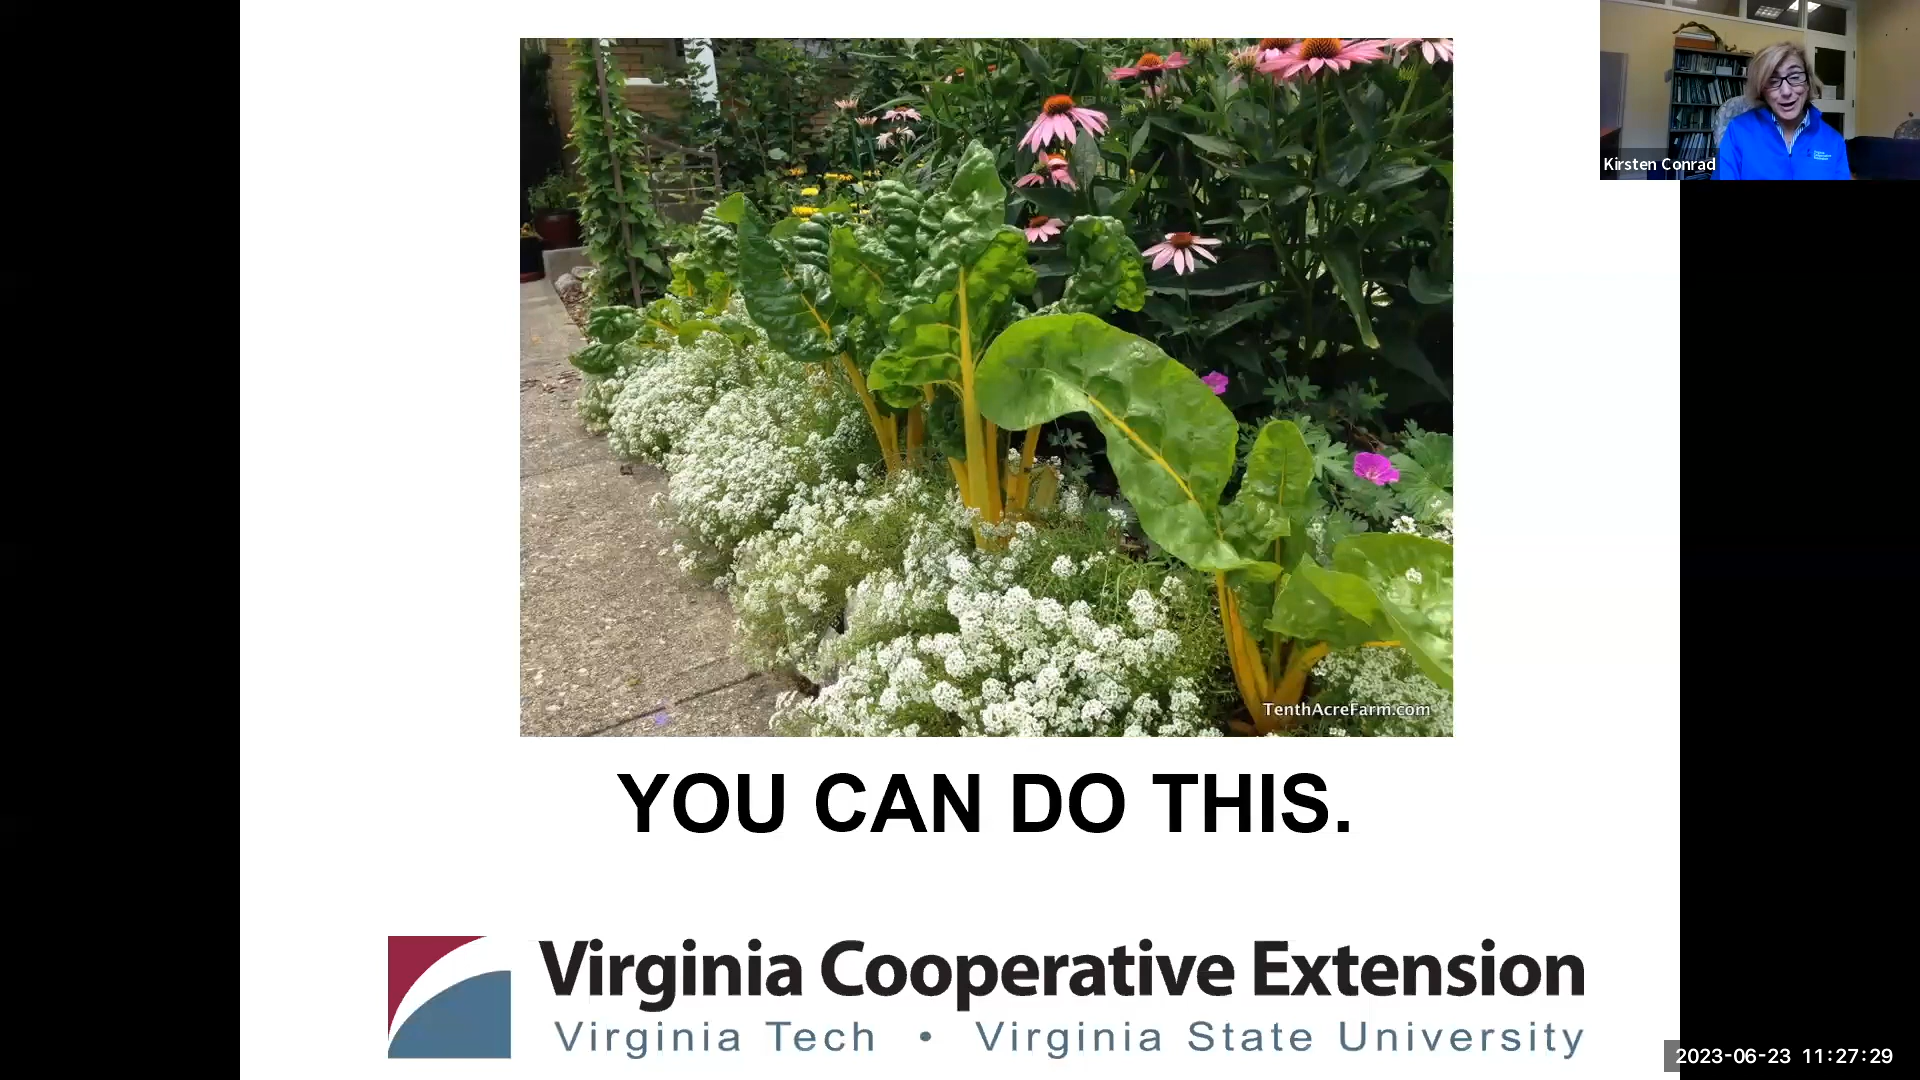 Kirsten Conrad
TenthAcreFarm.com
YOU CAN DO THIS.
Virginia Cooperative Extension
Virginia Tech • Virginia State University
2023-06-23 11:27:29